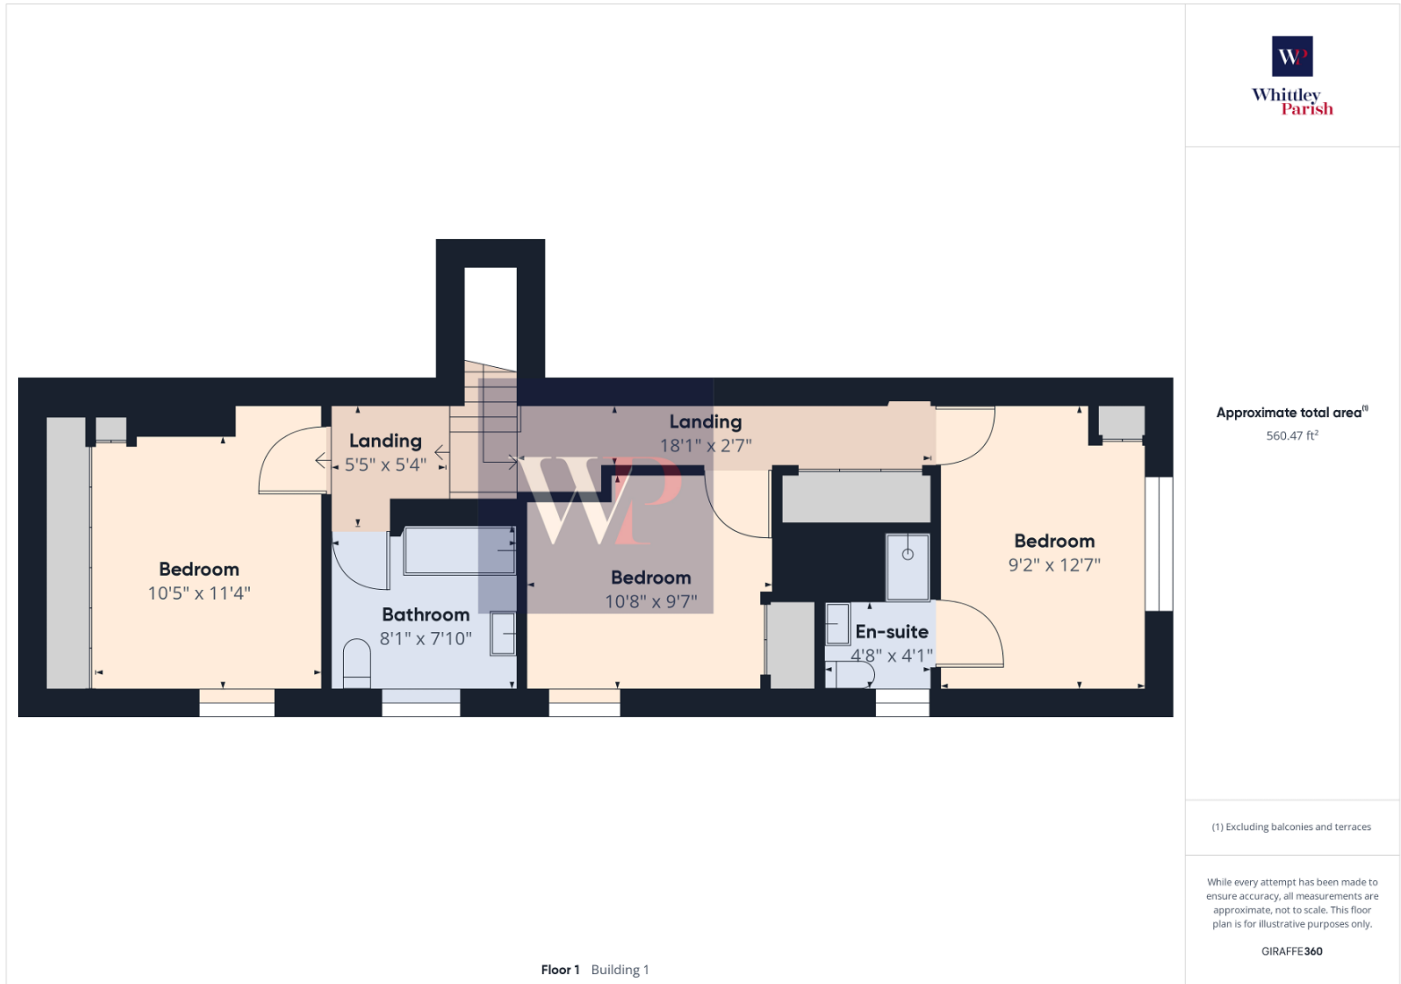 WP
Whittley
Parish
Landing
18'1" x 2'7"
Landing
5'5" x 5'4"
WP
Bedroom
9'2" x 12'7"
Bedroom
10'5" x 11'4"
Bedroom
10'8" x 9'7"
Bathroom
8'1" x 7'10"
En-suite
4'8" x 4'1"
Approximate total area(1)
560.47 ft²
(1) Excluding balconies and terraces
While every attempt has been made to
ensure accuracy, all measurements are
approximate, not to scale. This floor
plan is for illustrative purposes only.
GIRAFFE360
Floor 1 Building 1